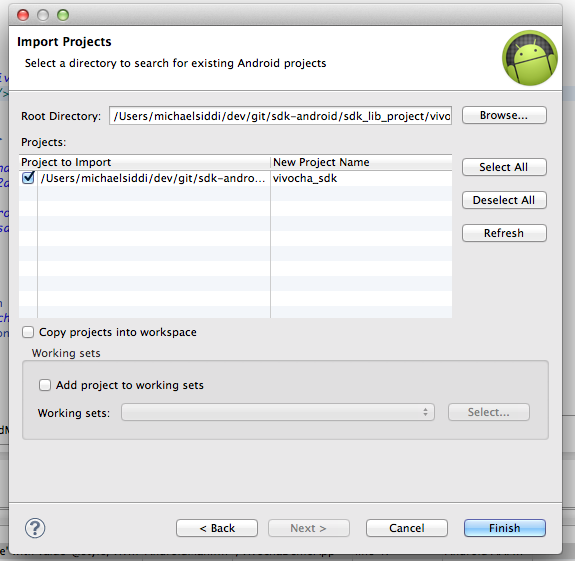 Import Projects
Select a directory to search for existing Android projects
Root Directory: /Users/michaelsiddi/dev/git/sdk-android/sdk_lib_project/vivo Browse...
Projects:
Project to Import New Project Name
/Users/michaelsiddi/dev/git/sdk-andro... vivocha_sdk
Select All
Deselect All
Refresh
Copy projects into workspace
Working sets
Add project to working sets
Working sets: Select...
? < Back Next > Cancel Finish